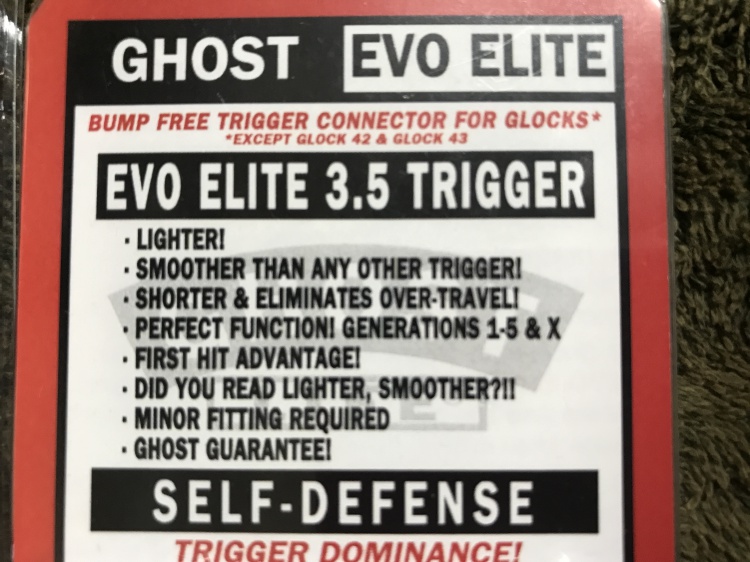 GHOST EVO ELITE
BUMP FREE TRIGGER CONNECTOR FOR GLOCKS*
*EXCEPT GLOCK 42 & GLOCK 43
EVO ELITE 3.5 TRIGGER
· LIGHTER!
· SMOOTHER THAN ANY OTHER TRIGGER!
· SHORTER & ELIMINATES OVER-TRAVEL!
· PERFECT FUNCTION! GENERATIONS 1-5 & X
· FIRST HIT ADVANTAGE!
· DID YOU READ LIGHTER, SMOOTHER?!!
· MINOR FITTING REQUIRED
· GHOST GUARANTEE!
SELF-DEFENSE
TRIGGER DOMINANCE!